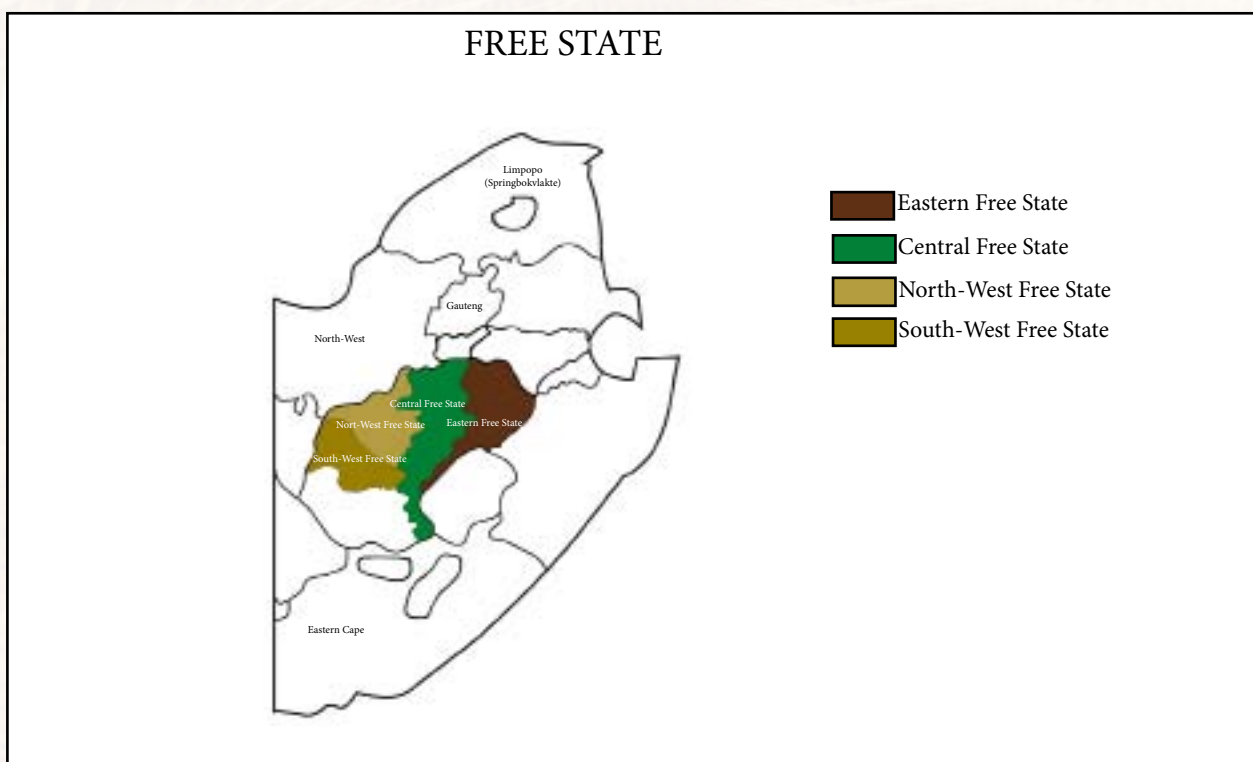 FREE STATE
Limpopo
(Springbokvlakte)
Eastern Free State
Central Free State
Gauteng
North-West Free State
South-West Free State
North-West
Central Free State
Nort-West Free State
Eastern Free State
South-West Free State
Eastern Cape